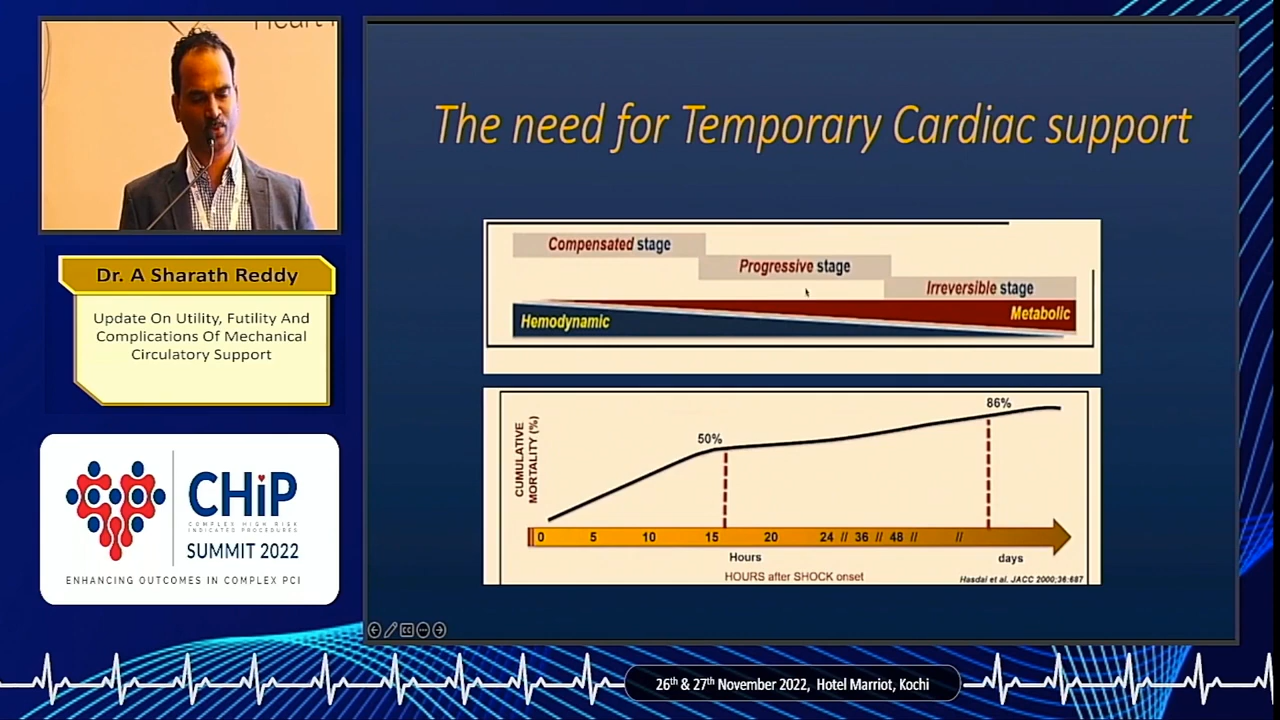 Heart
The need for Temporary Cardiac support
Compensated stage
Progressive stage
Irreversible stage
Hemodynamic
Metabolic
CUMULATIVE
MORTALITY (%)
50%
86%
0 5 10 15 20 24 // 36 // 48 // //
Hours
days
HOURS after SHOCK onset
Hasdai et al. JACC 2000;36:687
Dr. A Sharath Reddy
Update On Utility, Futility And
Complications Of Mechanical
Circulatory Support
CHiP
COMPLEX HIGH RISK
INDICATED PROCEDURES
SUMMIT 2022
ENHANCING OUTCOMES IN COMPLEX PCI
26th & 27th November 2022, Hotel Marriot, Kochi